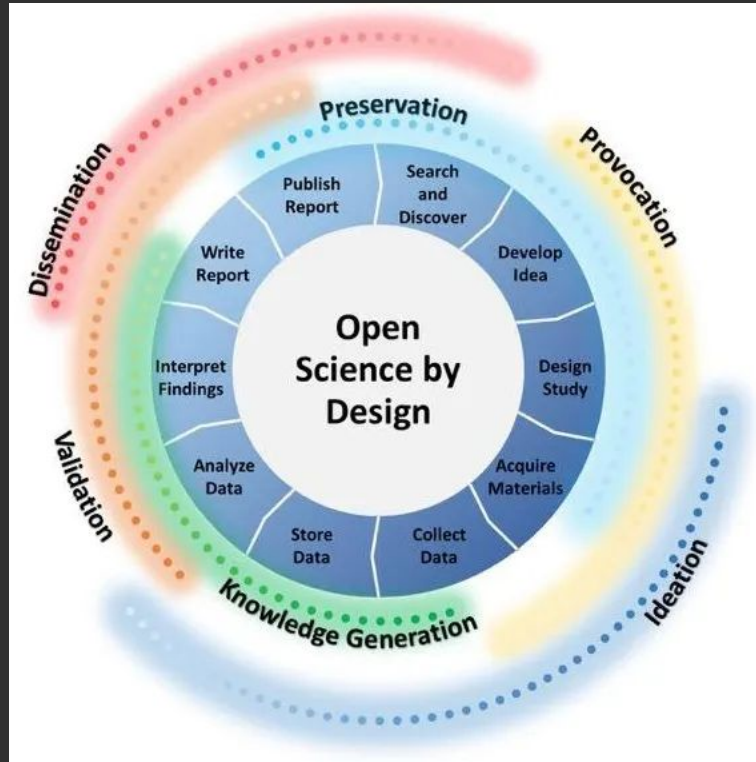 Open
Science by
Design
Search
and
Discover
Develop
Idea
Design
Study
Acquire
Materials
Collect
Data
Store
Data
Analyze
Data
Interpret
Findings
Write
Report
Publish
Report
Preservation
Provocation
Ideation
Knowledge Generation
Validation
Dissemination